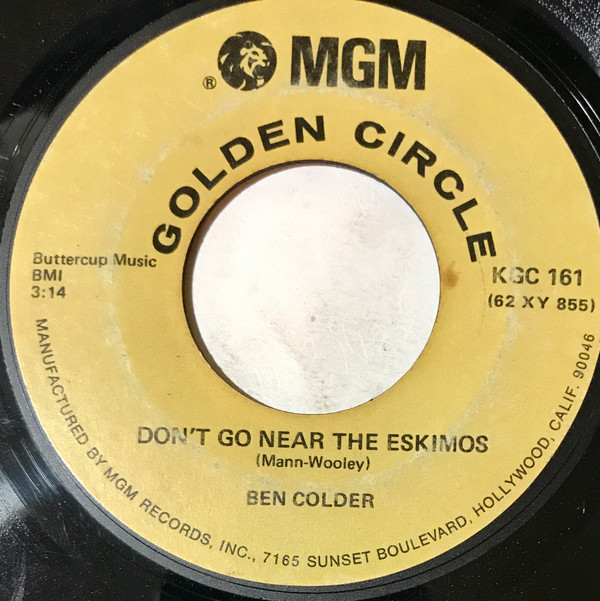 ® MGM
GOLDEN CIRCLE
Buttercup Music
BMI
3:14
KGC 161
(62 XY 855)
DON'T GO NEAR THE ESKIMOS
(Mann-Wooley)
BEN COLDER
MANUFACTURED BY MGM RECORDS, INC., 7165 SUNSET BOULEVARD, HOLLYWOOD, CALIF. 90046